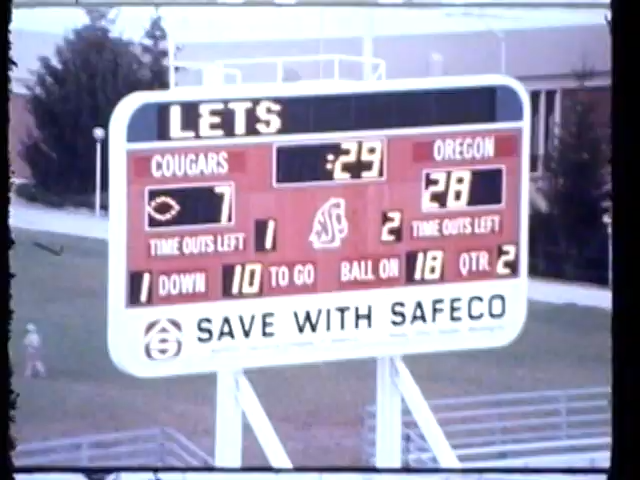 LETS
COUGARS :29 OREGON
7 28
TIME OUTS LEFT 1 2 TIME OUTS LEFT
1 DOWN 10 TO GO BALL ON 18 QTR 2
SAVE WITH SAFECO